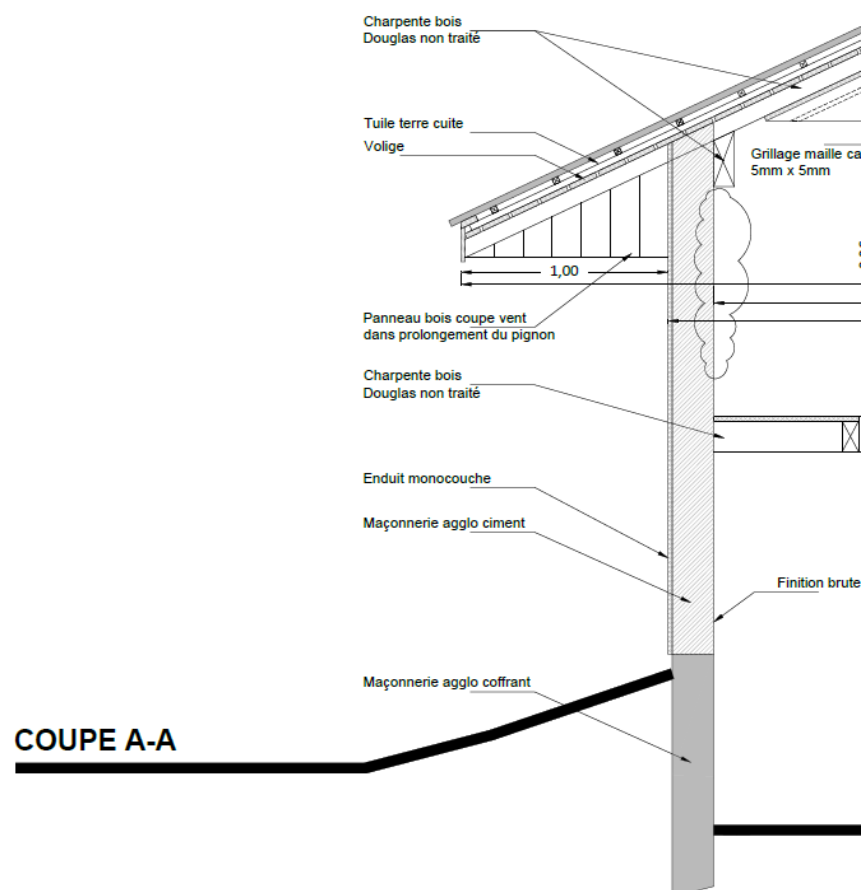 Charpente bois
Douglas non traité
Tuile terre cuite
Volige
Grillage maille
5mm x 5mm
1,00
Panneau bois coupe vent
dans prolongement du pignon
Charpente bois
Douglas non traité
Enduit monocouche
Maçonnerie agglo ciment
Finition brute
Maçonnerie agglo coffrant
COUPE A-A